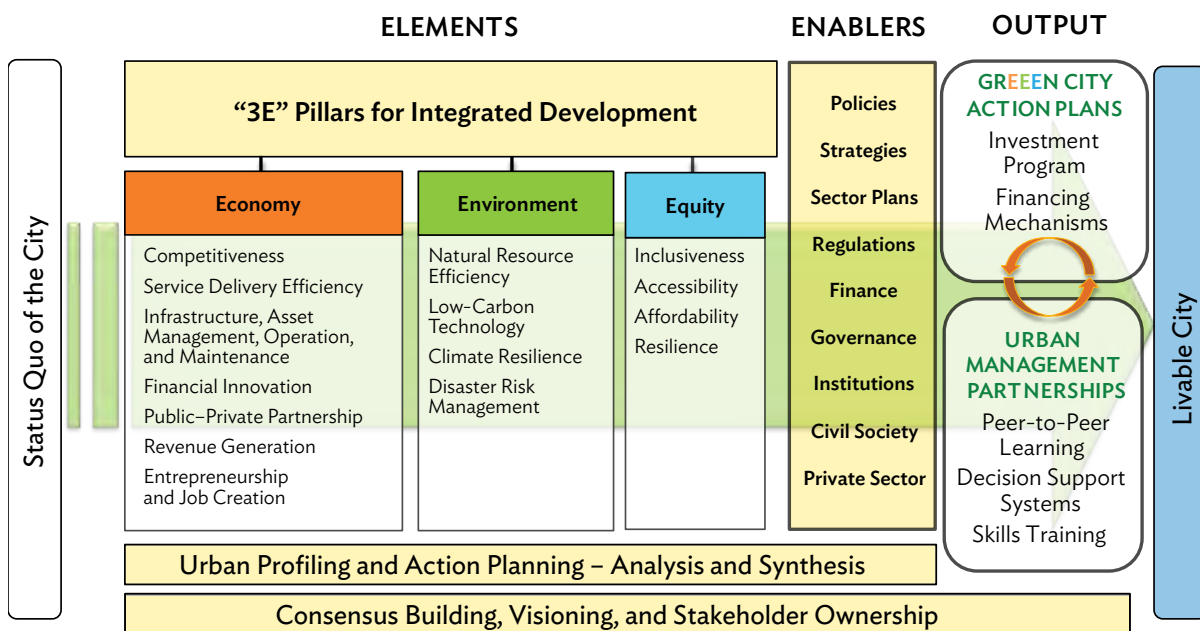 ELEMENTS
ENABLERS
OUTPUT
Status Quo of the City
“3E” Pillars for Integrated Development
Economy
Competitiveness
Service Delivery Efficiency
Infrastructure, Asset
Management, Operation,
and Maintenance
Financial Innovation
Public–Private Partnership
Revenue Generation
Entrepreneurship
and Job Creation
Environment
Natural Resource
Efficiency
Low-Carbon
Technology
Climate Resilience
Disaster Risk
Management
Equity
Inclusiveness
Accessibility
Affordability
Resilience
Policies
Strategies
Sector Plans
Regulations
Finance
Governance
Institutions
Civil Society
Private Sector
GREEEN CITY
ACTION PLANS
Investment
Program
Financing
Mechanisms
URBAN
MANAGEMENT
PARTNERSHIPS
Peer-to-Peer
Learning
Decision Support
Systems
Skills Training
Livable City
Urban Profiling and Action Planning – Analysis and Synthesis
Consensus Building, Visioning, and Stakeholder Ownership